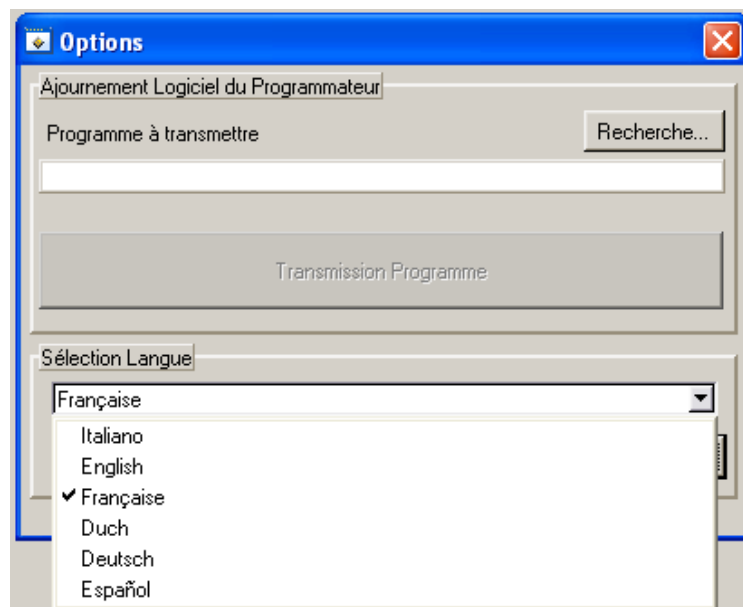 Options
Ajournement Logiciel du Programmateur
Programme à transmettre
Recherche...
Transmission Programme
Sélection Langue
Française
Italiano
English
Française
Duch
Deutsch
Español